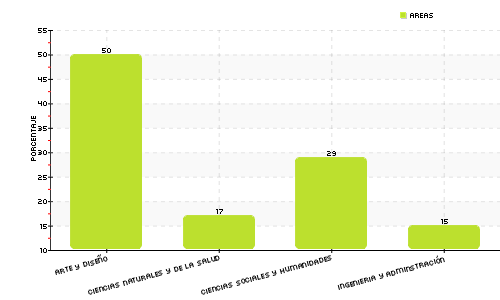 AREAS
55
50
50
45
40
35
PORCENTAJE
30
29
25
20
17
15
15
10
ARTE Y DISEÑO
CIENCIAS NATURALES Y DE LA SALUD
CIENCIAS SOCIALES Y HUMANIDADES
INGENIERIA Y ADMINSTRACIÓN